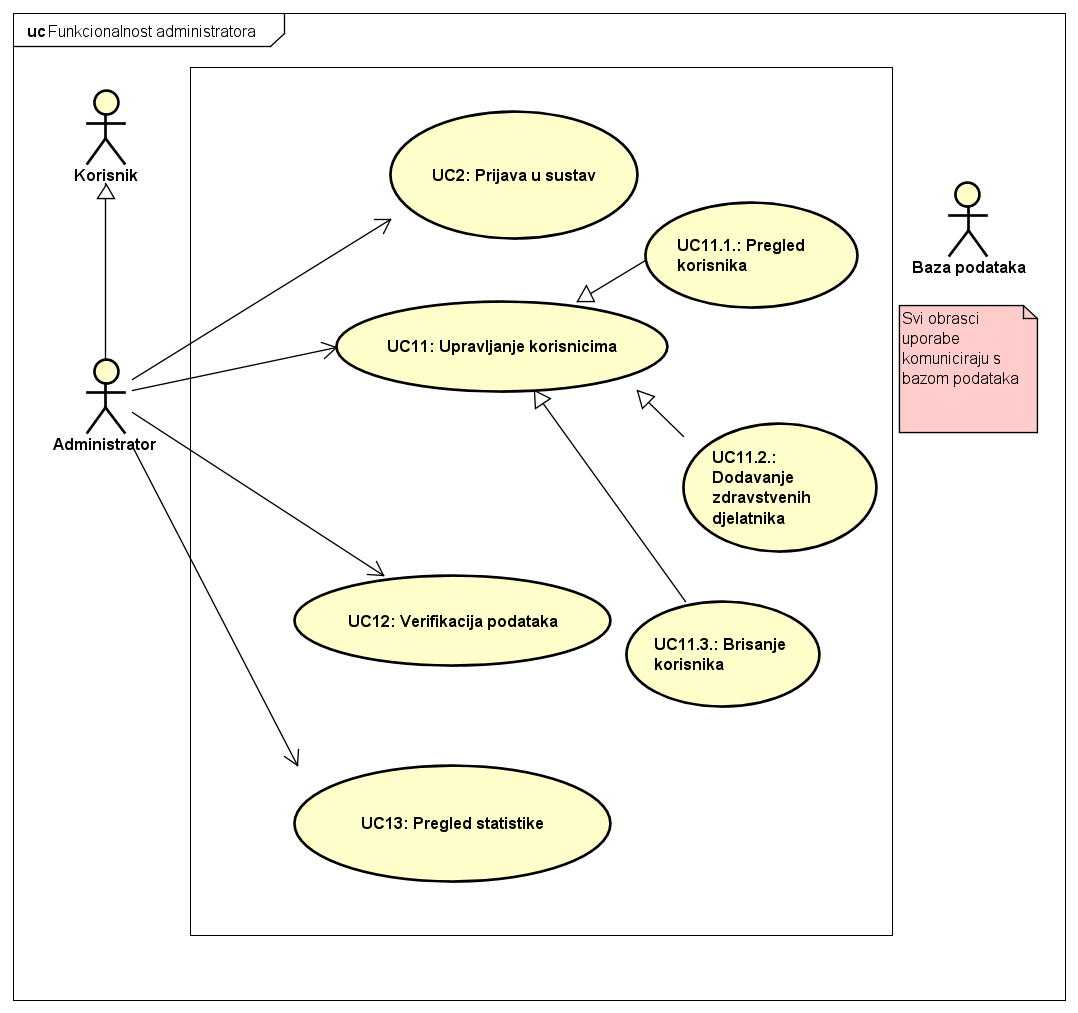 uc Funkcionalnost administratora
Korisnik
UC2: Prijava u sustav
UC11.1.: Pregled
korisnika
Baza podataka
Svi obrasci
uporabe
komuniciraju s
bazom podataka
UC11: Upravljanje korisnicima
Administrator
UC11.2.:
Dodavanje
zdravstvenih
djelatnika
UC12: Verifikacija podataka
UC11.3.: Brisanje
korisnika
UC13: Pregled statistike